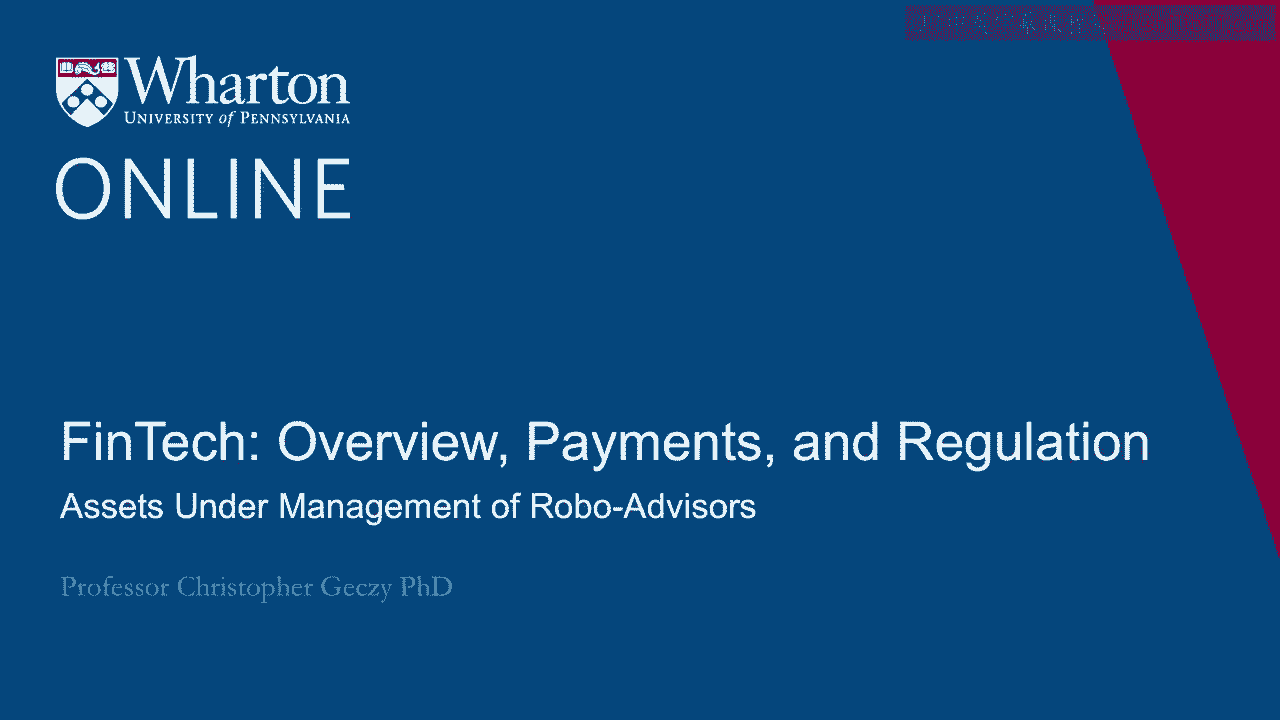 Wharton
UNIVERSITY of PENNSYLVANIA
ONLINE
FinTech: Overview, Payments, and Regulation
Assets Under Management of Robo-Advisors
Professor Christopher Geczy PhD